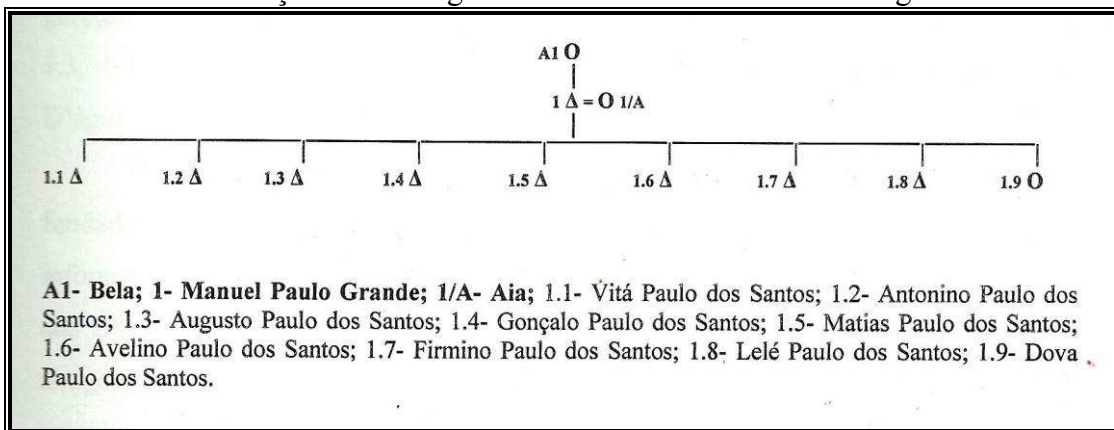 A1 O
1 Δ = O 1/A
1.1 Δ 1.2 Δ 1.3 Δ 1.4 Δ 1.5 Δ 1.6 Δ 1.7 Δ 1.8 Δ 1.9 O
A1- Bela; 1- Manuel Paulo Grande; 1/A- Aia; 1.1- Vitá Paulo dos Santos; 1.2- Antonino Paulo dos
Santos; 1.3- Augusto Paulo dos Santos; 1.4- Gonçalo Paulo dos Santos; 1.5- Matias Paulo dos Santos;
1.6- Avelino Paulo dos Santos; 1.7- Firmino Paulo dos Santos; 1.8- Lelé Paulo dos Santos; 1.9- Dova
Paulo dos Santos.